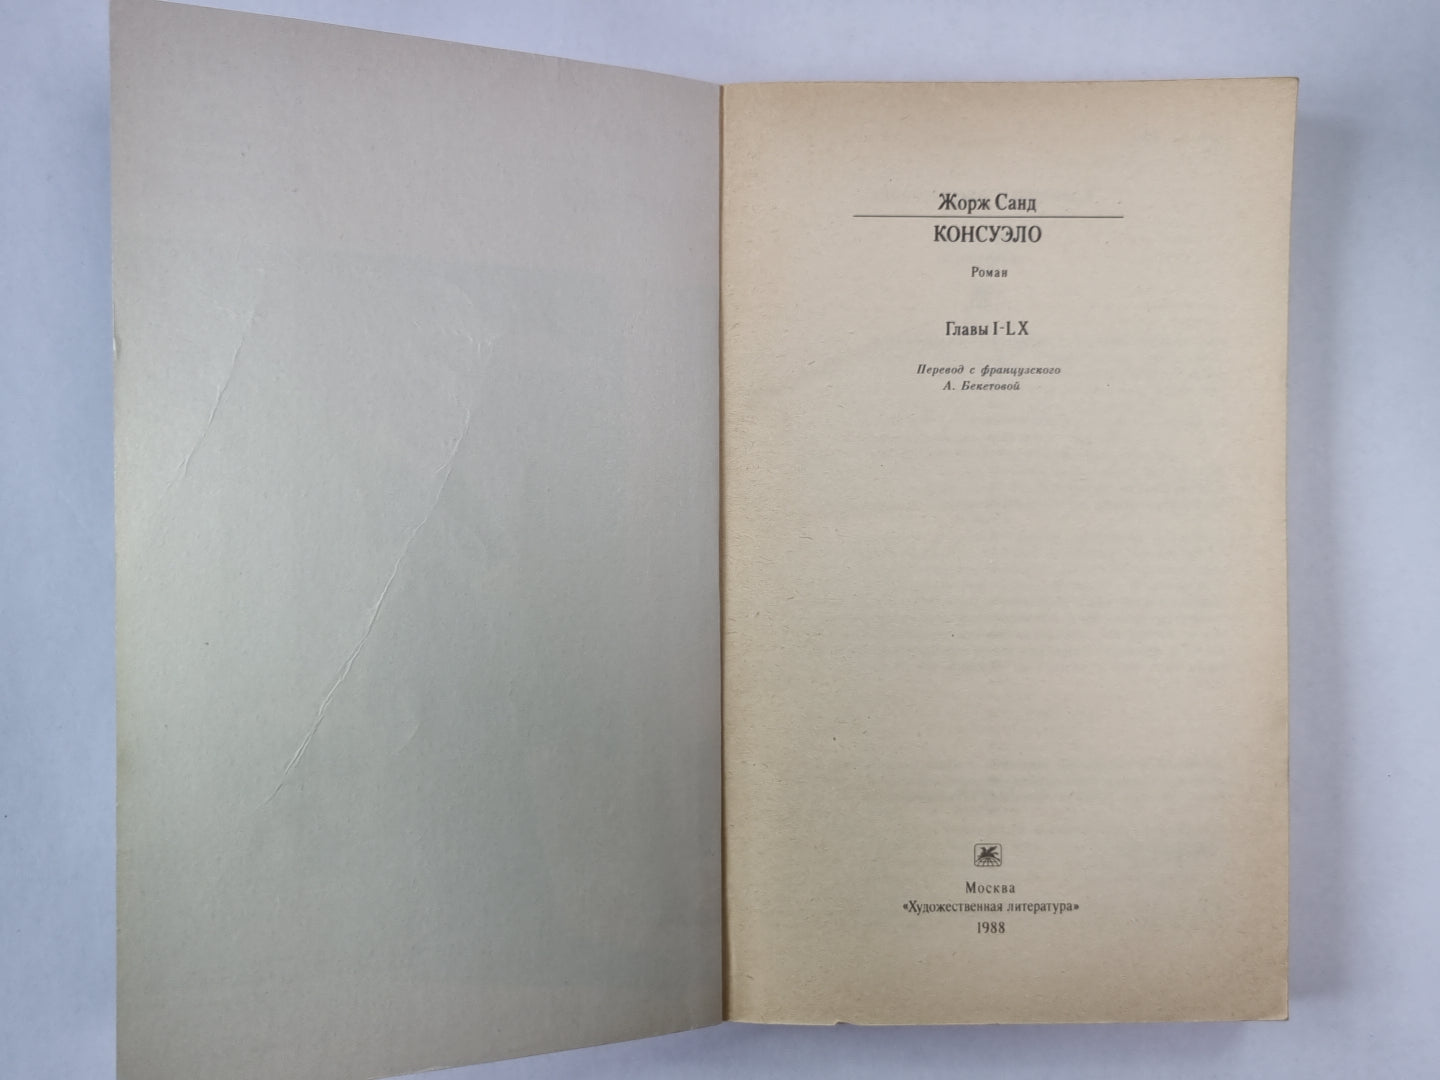 Жорж Санд
КОНСУЭЛО
Роман
Главы I-LX
Перевод с французского
А. Бекетовой
Москва
«Художественная литература»
1988